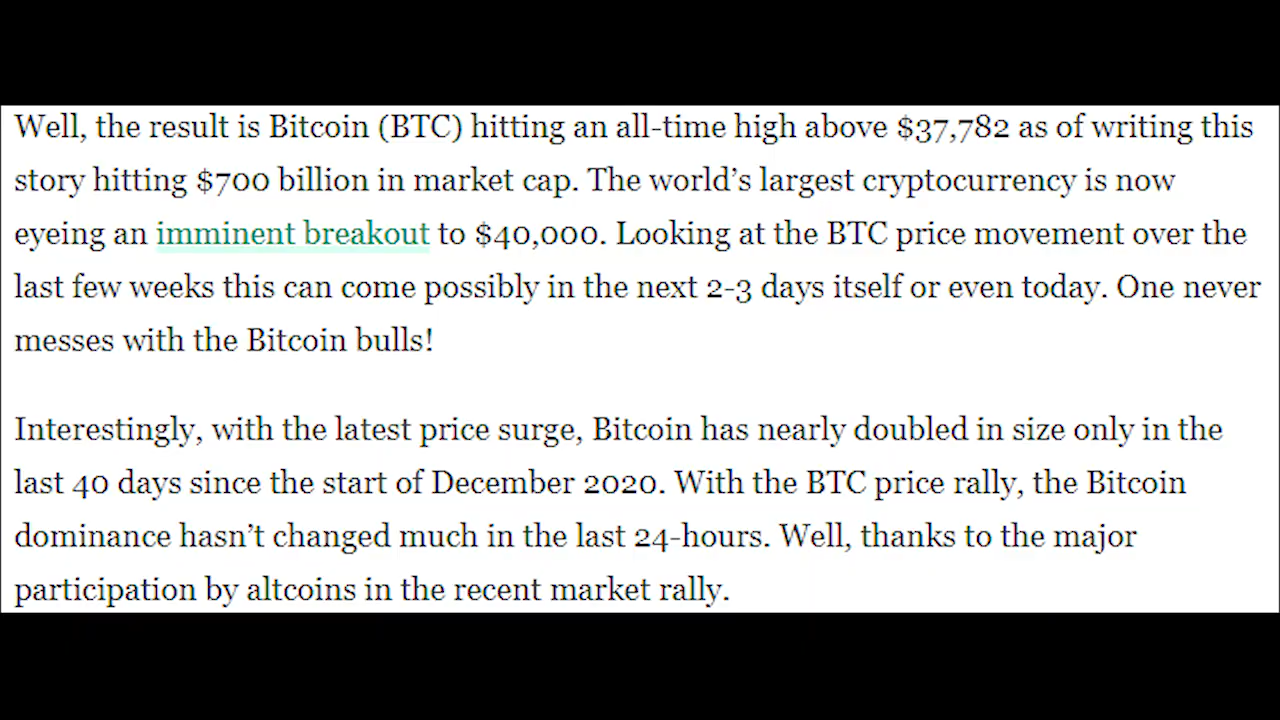 Well, the result is Bitcoin (BTC) hitting an all-time high above $37,782 as of writing this
story hitting $700 billion in market cap. The world’s largest cryptocurrency is now
eyeing an imminent breakout to $40,000. Looking at the BTC price movement over the
last few weeks this can come possibly in the next 2-3 days itself or even today. One never
messes with the Bitcoin bulls!
Interestingly, with the latest price surge, Bitcoin has nearly doubled in size only in the
last 40 days since the start of December 2020. With the BTC price rally, the Bitcoin
dominance hasn’t changed much in the last 24-hours. Well, thanks to the major
participation by altcoins in the recent market rally.